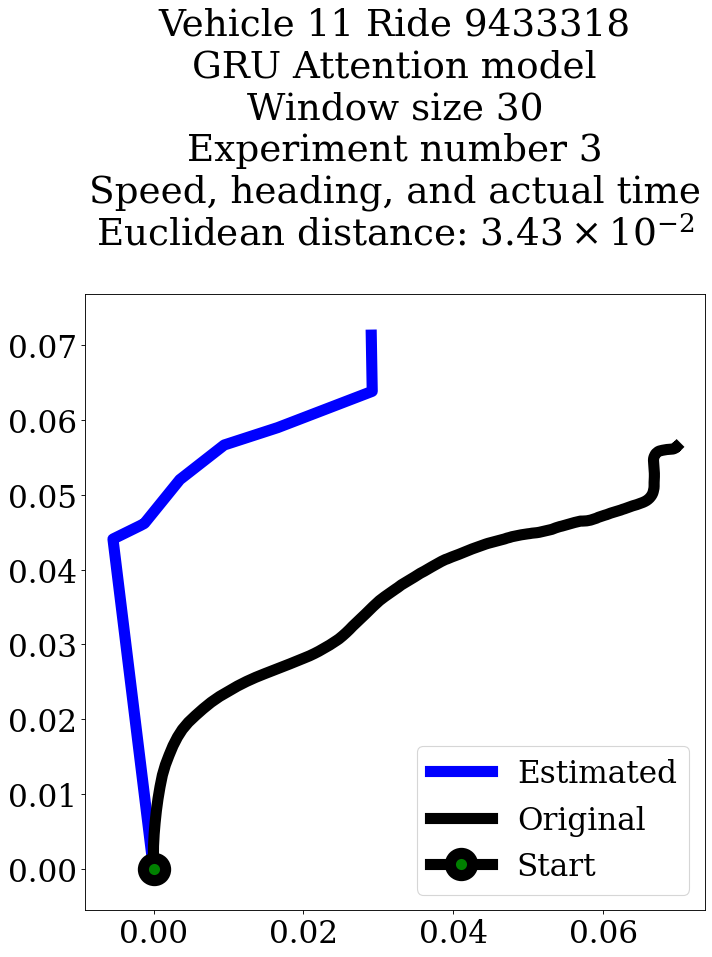 Vehicle 11 Ride 9433318
GRU Attention model
Window size 30
Experiment number 3
Speed, heading, and actual time
Euclidean distance: 3.43 × 10⁻²
0.07
0.06
0.05
0.04
0.03
0.02
0.01
0.00
Estimated
Original
Start
0.00 0.02 0.04 0.06